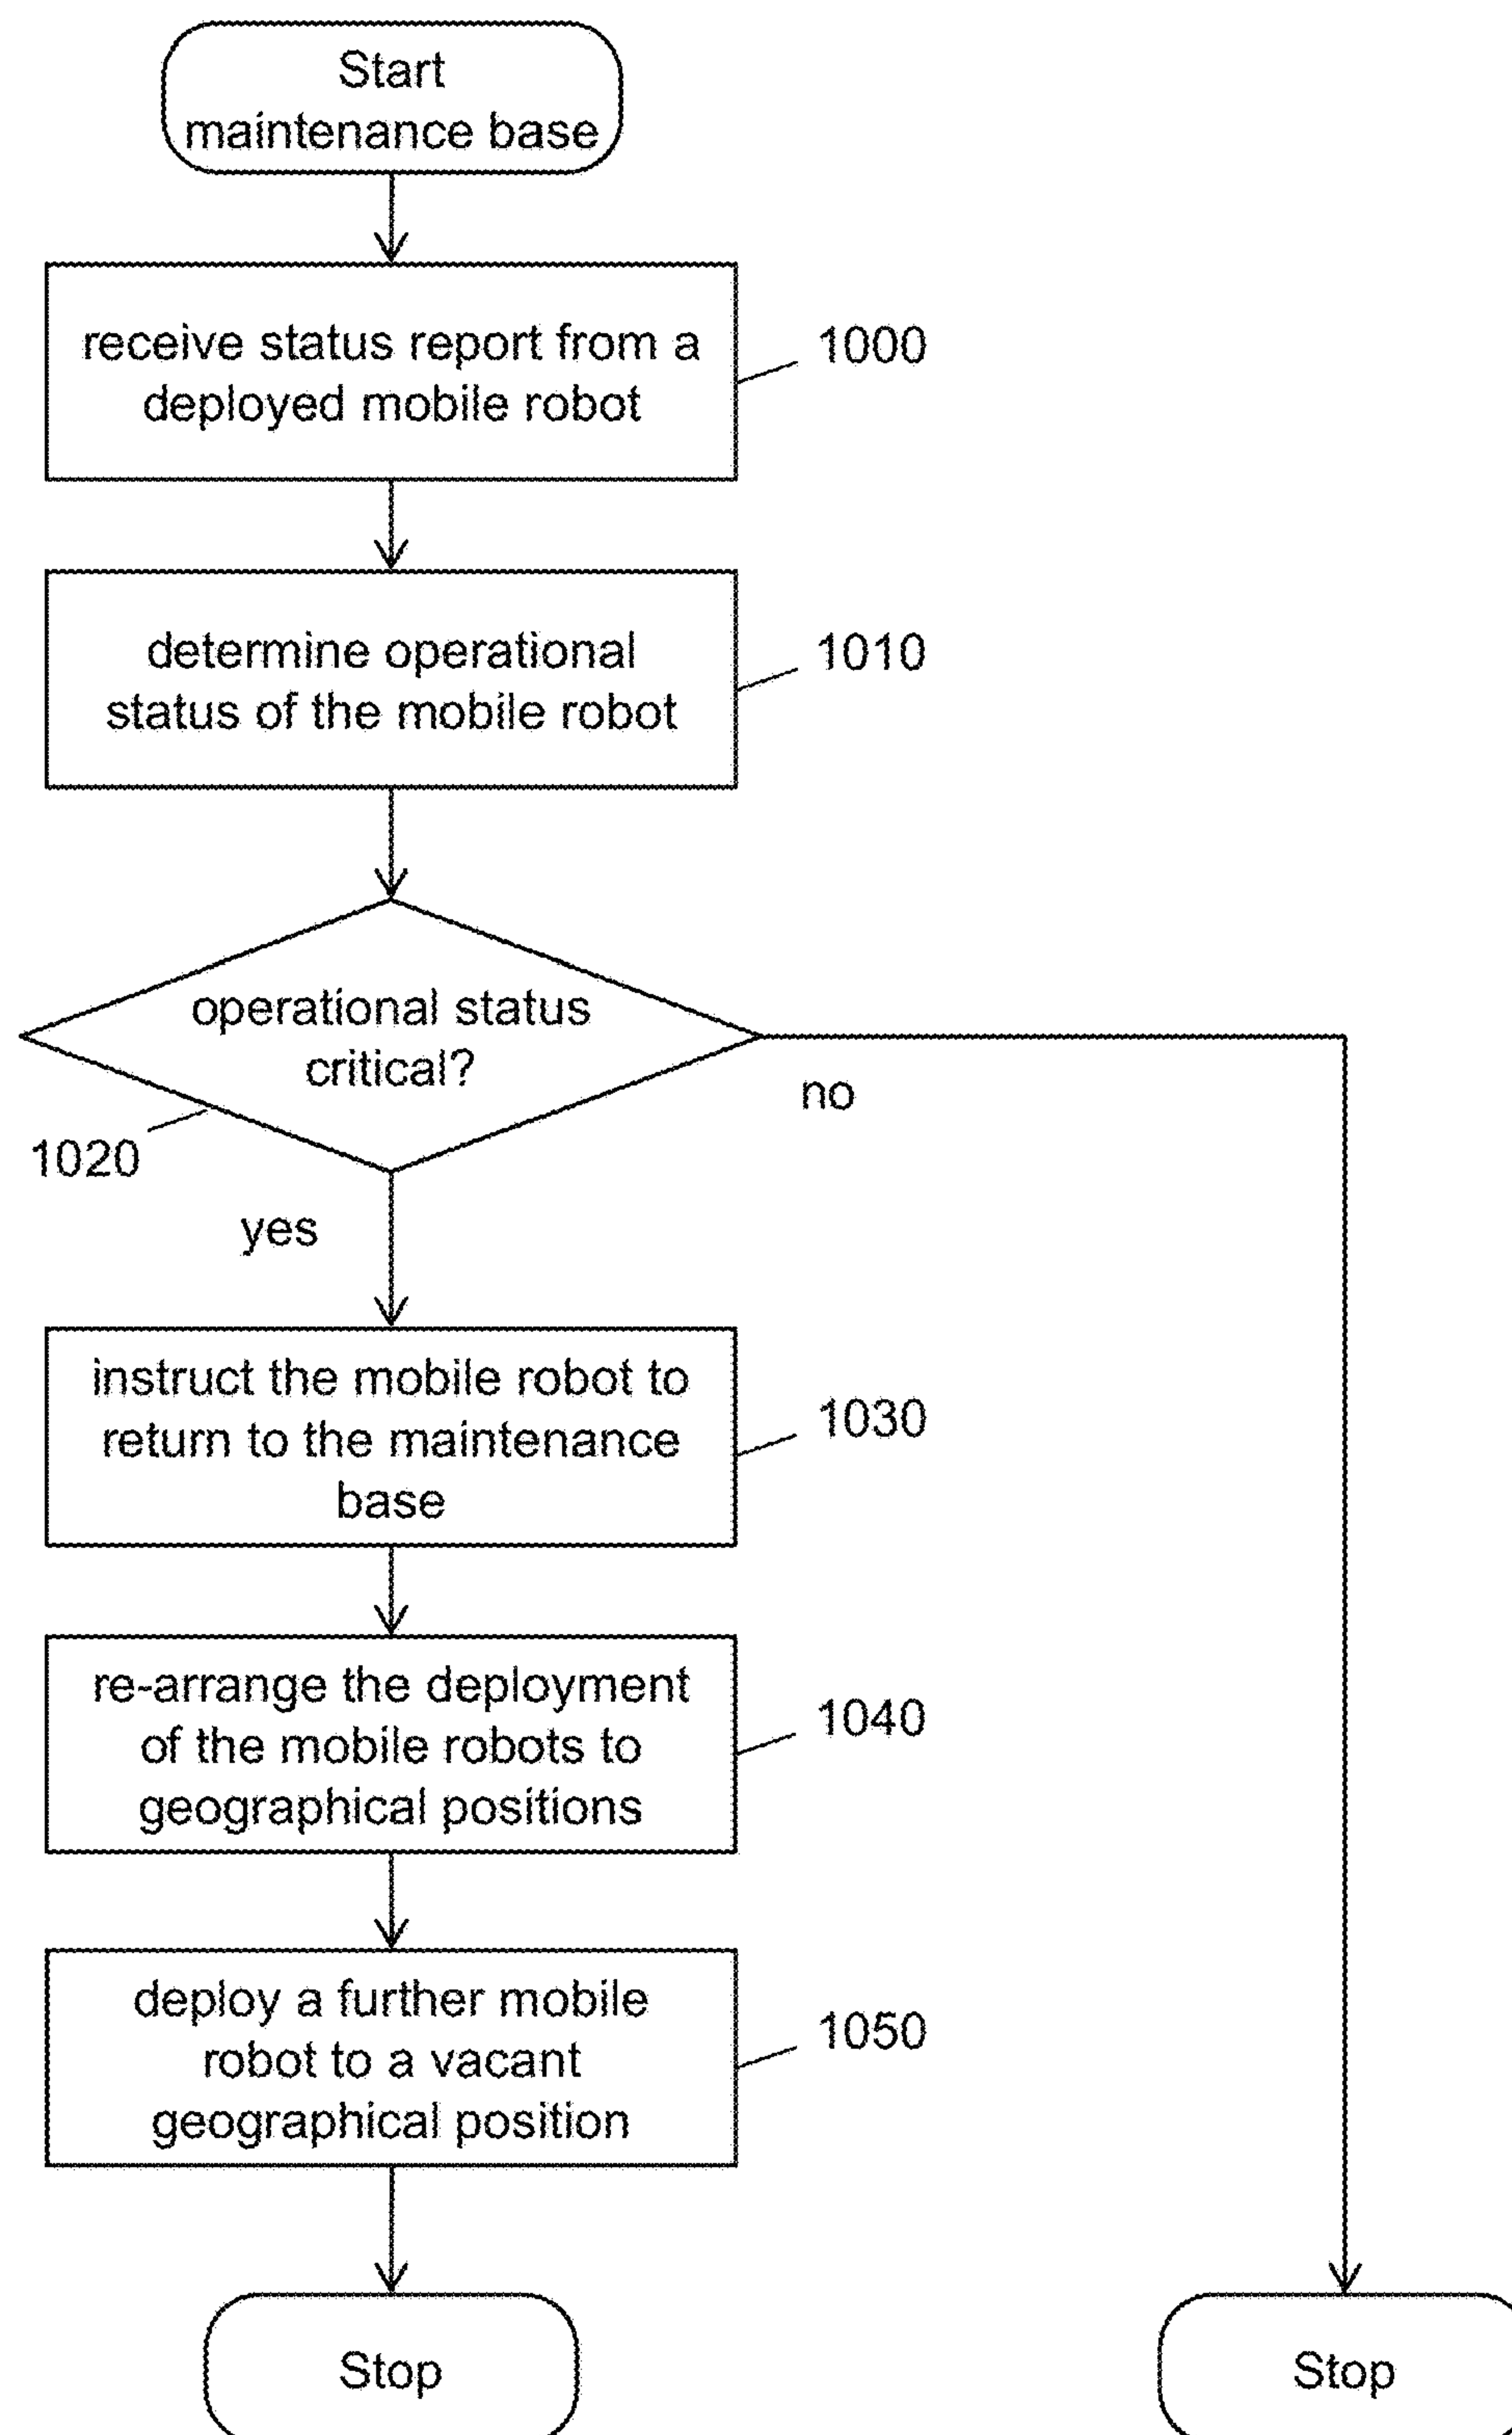 Start
maintenance base
receive status report from a
deployed mobile robot
1000
determine operational
status of the mobile robot
1010
operational status
critical?
no
1020
yes
instruct the mobile robot to
return to the maintenance
base
1030
re-arrange the deployment
of the mobile robots to
geographical positions
1040
deploy a further mobile
robot to a vacant
geographical position
1050
Stop
Stop